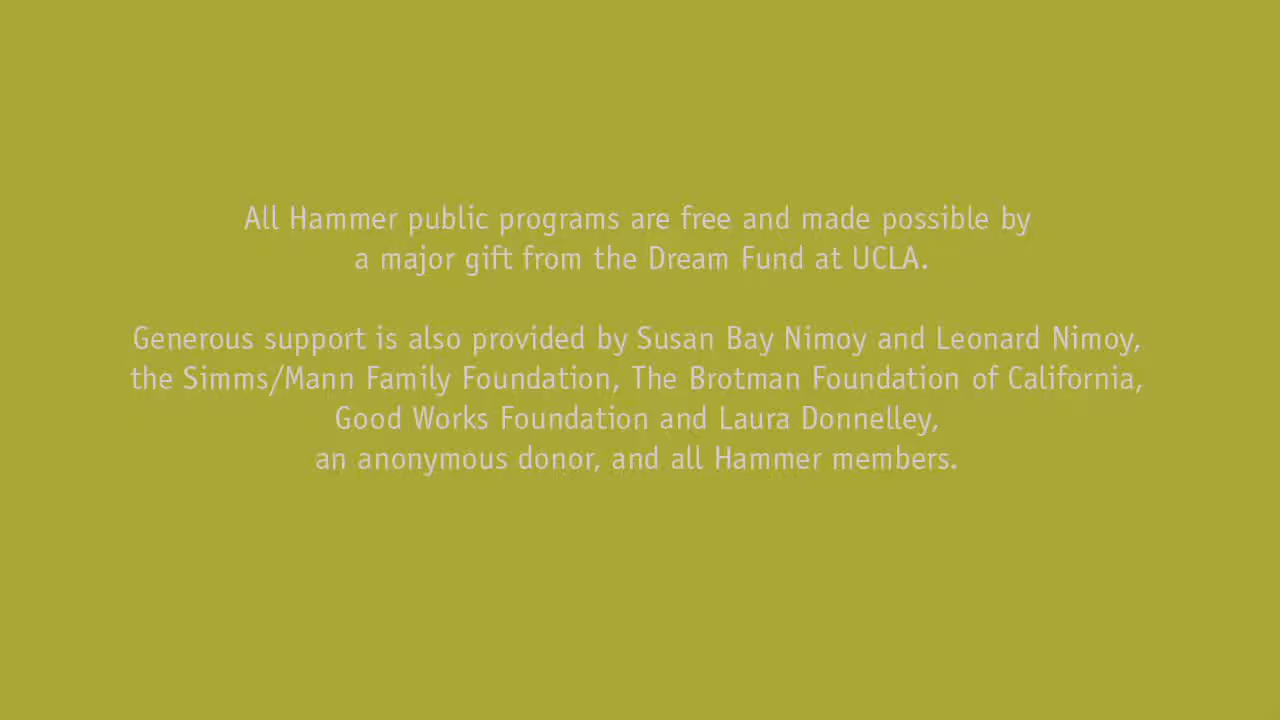 All Hammer public programs are free and made possible by
a major gift from the Dream Fund at UCLA.
Generous support is also provided by Susan Bay Nimoy and Leonard Nimoy,
the Simms/Mann Family Foundation, The Brotman Foundation of California,
Good Works Foundation and Laura Donnelley,
an anonymous donor, and all Hammer members.